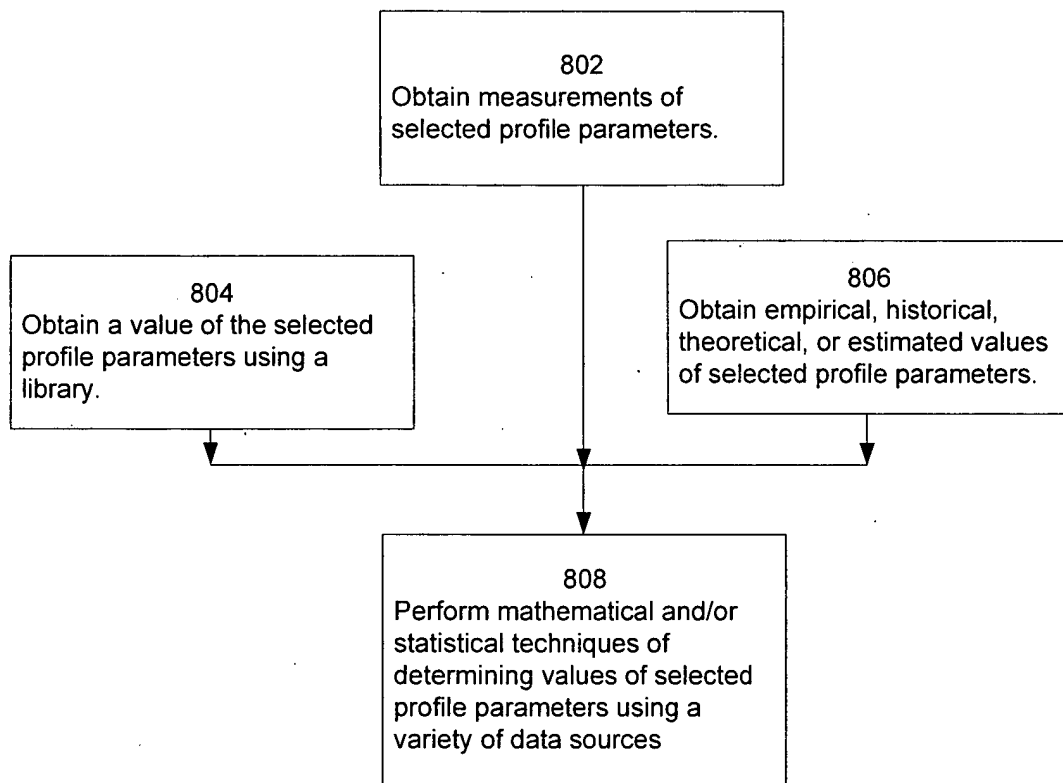 802
Obtain measurements of
selected profile parameters.
804
Obtain a value of the selected
profile parameters using a
library.
806
Obtain empirical, historical,
theoretical, or estimated values
of selected profile parameters.
808
Perform mathematical and/or
statistical techniques of
determining values of selected
profile parameters using a
variety of data sources